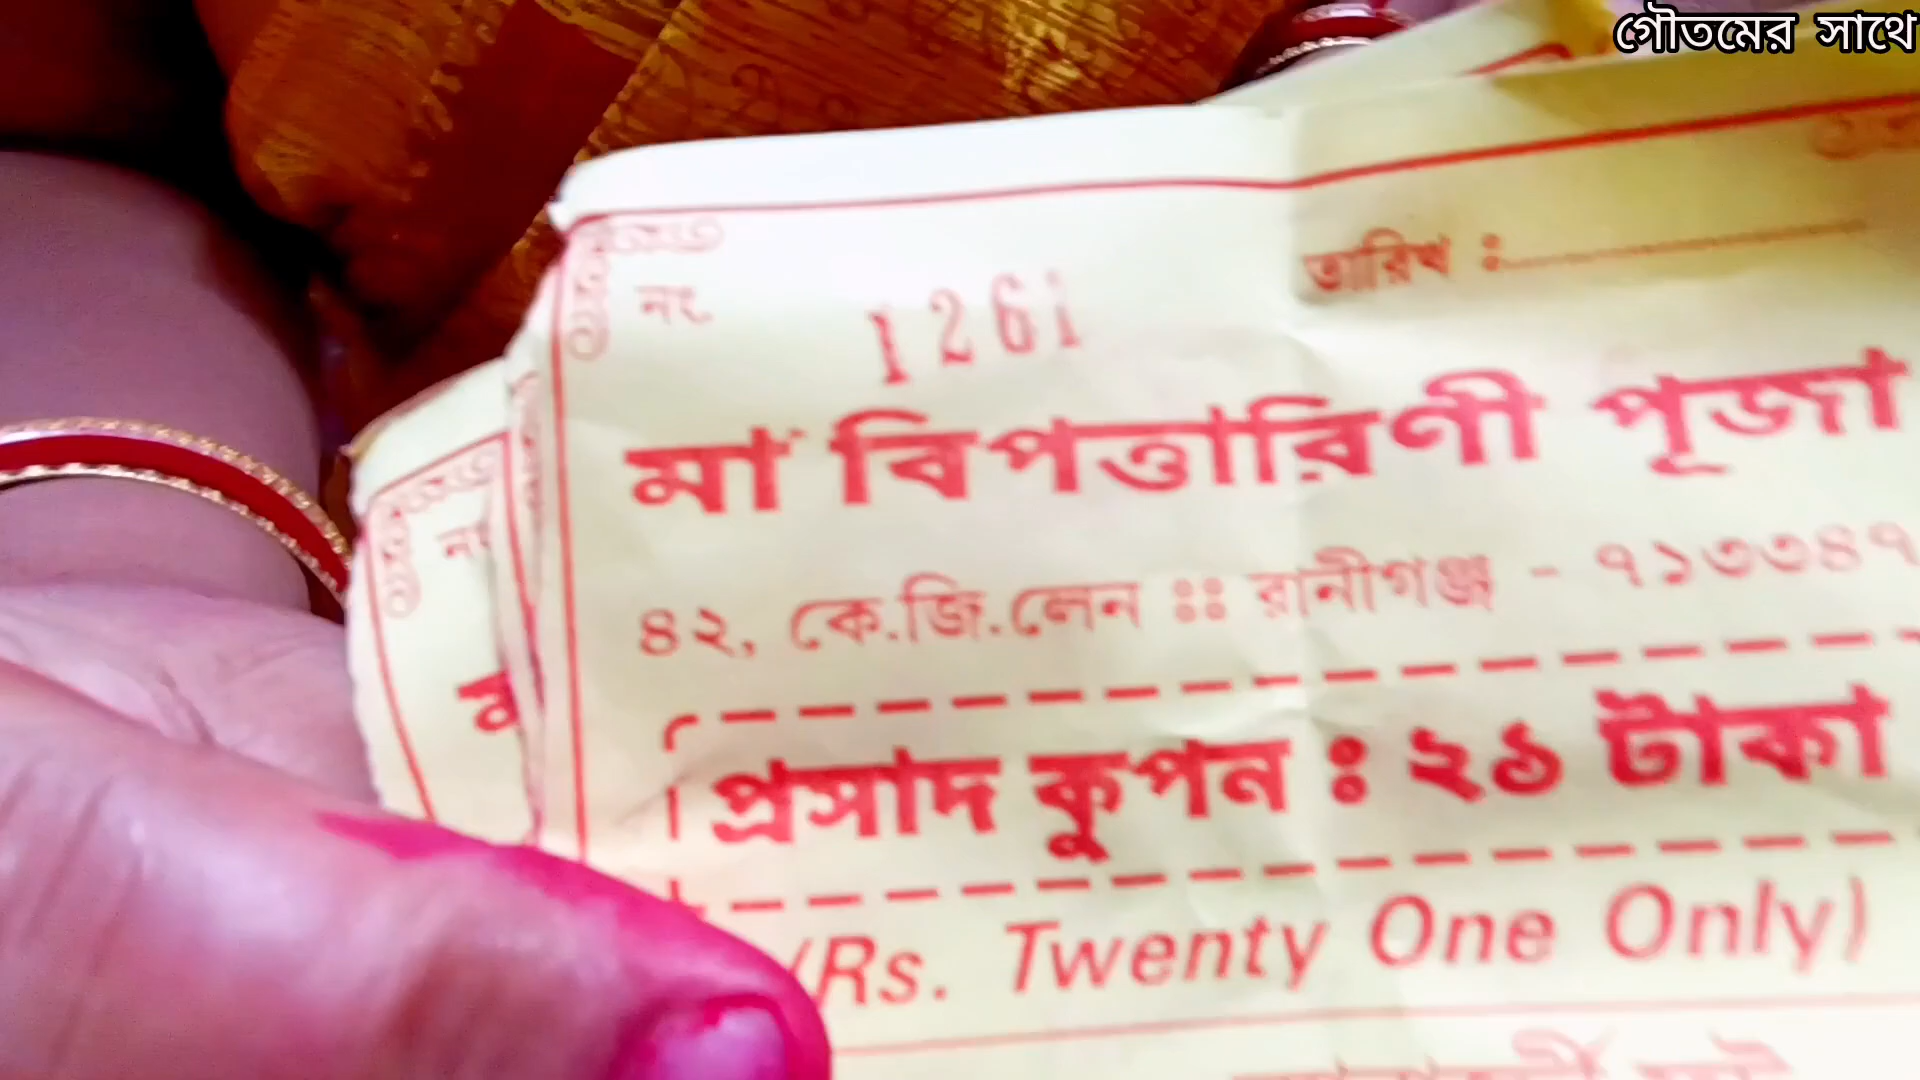 গৌতমের সাথে
নং 1261 তারিখ ঃ
মা বিপত্তারিণী পূজা
৪২, কে.জি.লেন ঃঃ রানীগঞ্জ - ৭১৩৩৪৭
প্রসাদ কুপন ঃ ২১ টাকা
(Rs. Twenty One Only)
নং